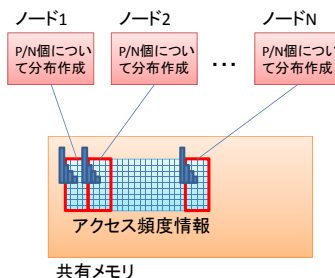 ノード1
ノード2
ノードN
P/N個につい
て分布作成
P/N個につい
て分布作成
...
P/N個につい
て分布作成
アクセス頻度情報
共有メモリ